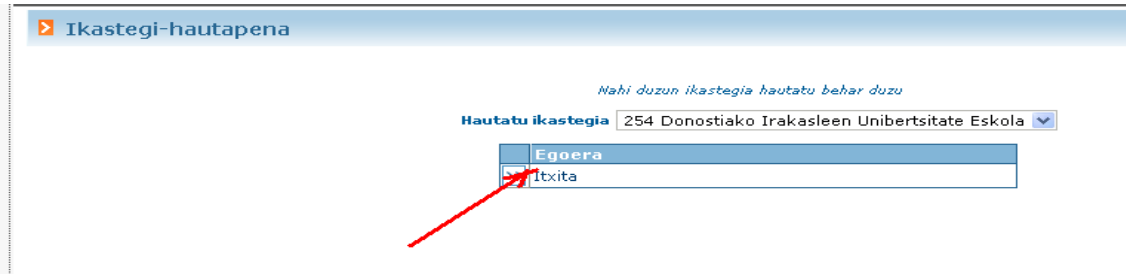 Ikastegi-hautapena
Nahi duzun ikastegia hautatu behar duzu
Hautatu ikastegia 254 Donostiako Irakasleen Unibertsitate Eskola
Egoera
Itxita